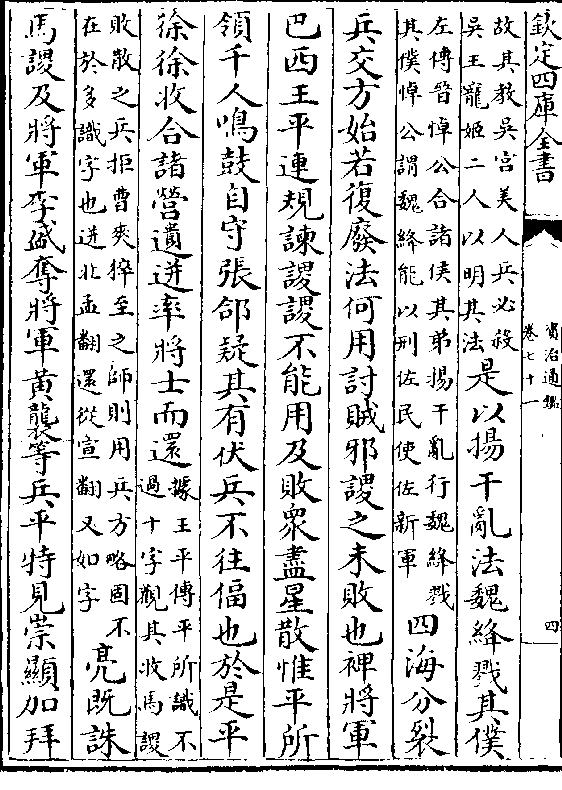 欽定四庫全書
資治通鑑
卷七十一
四
故其教吳宮美人兵必殺
吳王寵姬二人以明其法
是以揚干亂法魏絳戮其僕
左傳晉悼公合諸侯其弟揚干亂行魏絳戮
其僕悼公謂魏絳能以刑佐民使佐新軍
四海分裂
兵交方始若復廢法何用討賊邪謖之未敗也裨將軍
巴西王平連規諫謖謖不能用及敗衆盡星散惟平所
領千人鳴鼓自守張郃疑其有伏兵不往偪也於是平
徐徐收合諸營遺迸率將士而還
據王平傳平所識不
過十字觀其收馬謖
敗散之兵拒曹爽猝至之師則用兵方略固不
在於多識字也迸北孟翻還從宣翻又如字
亮既誅
馬謖及將軍李盛奪將軍黃襲等兵平特見崇顯加拜